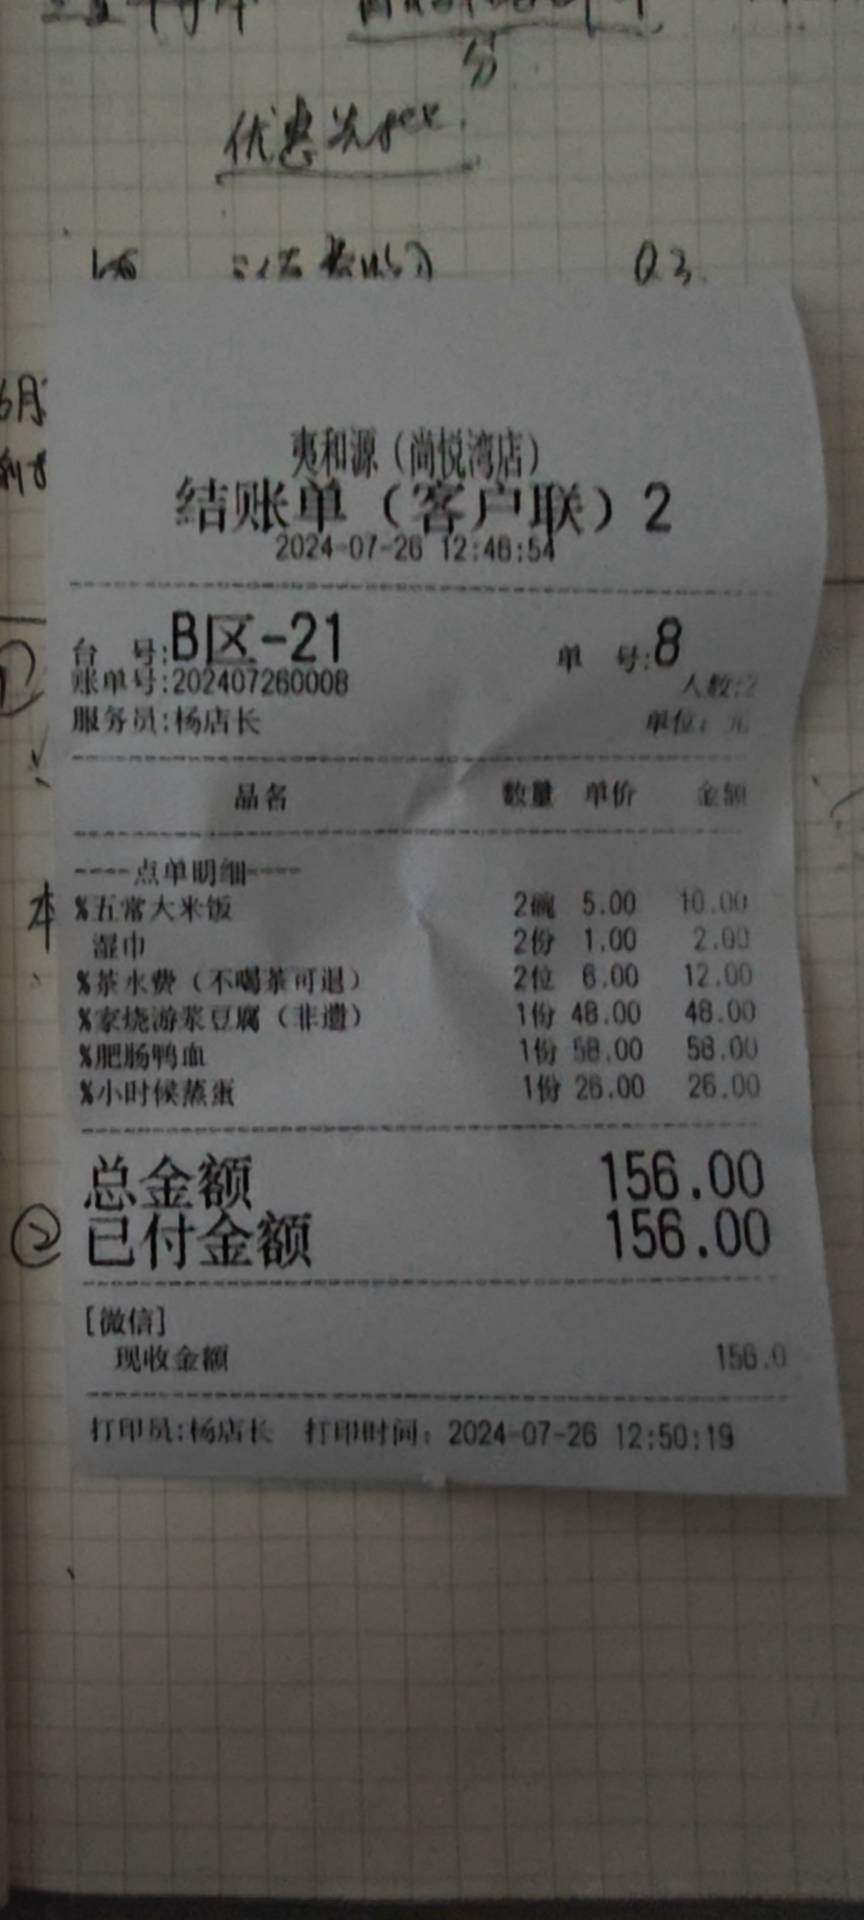 分
优惠
Q3
6月
夷和源（尚悦湾店）
结账单（客户联）2
2024-07-26 12:46:54
台 号:B区-21 单 号:8
账单号:202407260008 人数:2
服务员:杨店长 单位：元
品名 数量 单价 金额
----点单明细----
%五常大米饭 2碗 5.00 10.00
湿巾 2份 1.00 2.00
%茶水费（不喝茶可退） 2位 6.00 12.00
%家烧游浆豆腐（非遗） 1份 48.00 48.00
%肥肠鸭血 1份 58.00 58.00
%小时候蒸蛋 1份 26.00 26.00
本
总金额 156.00
②
已付金额 156.00
[微信]
现收金额 156.0
打印员:杨店长 打印时间：2024-07-26 12:50:19